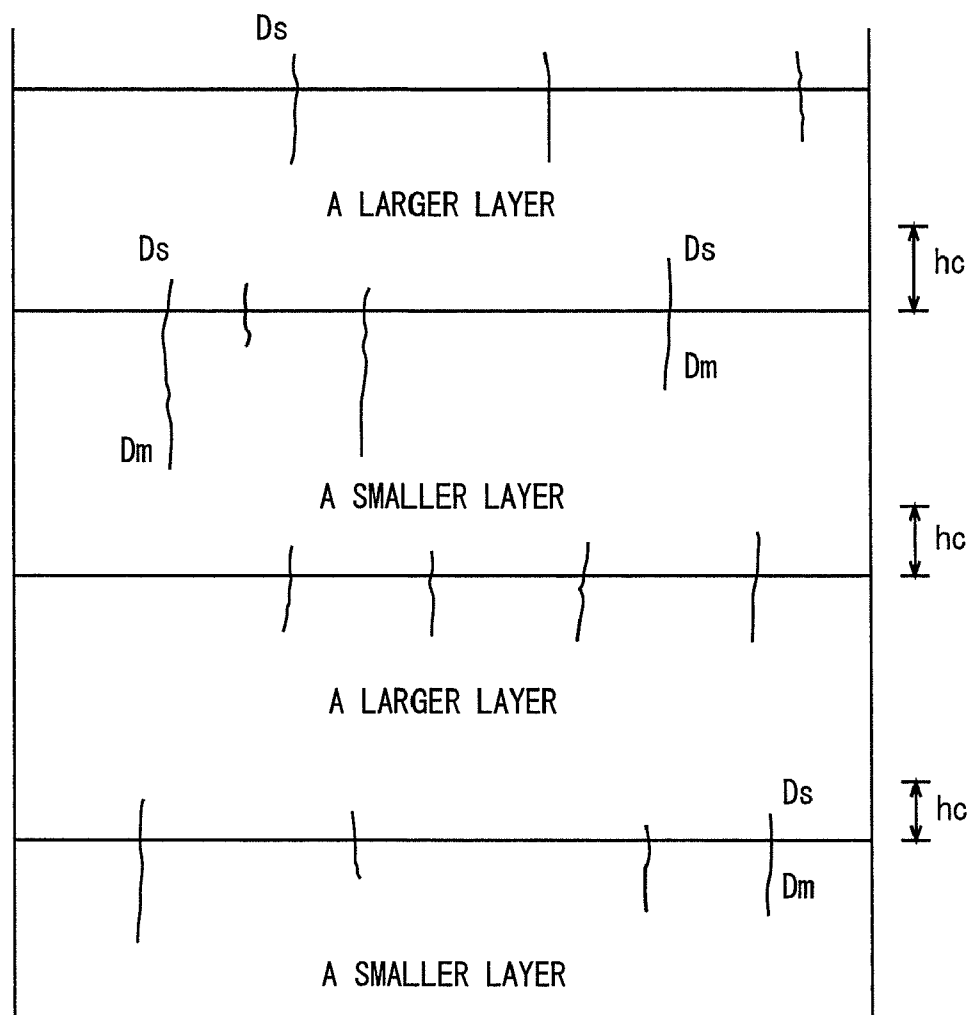 Ds
A LARGER LAYER
Ds Ds hc
Dm
Dm
A SMALLER LAYER
hc
A LARGER LAYER
Ds hc
Dm
A SMALLER LAYER